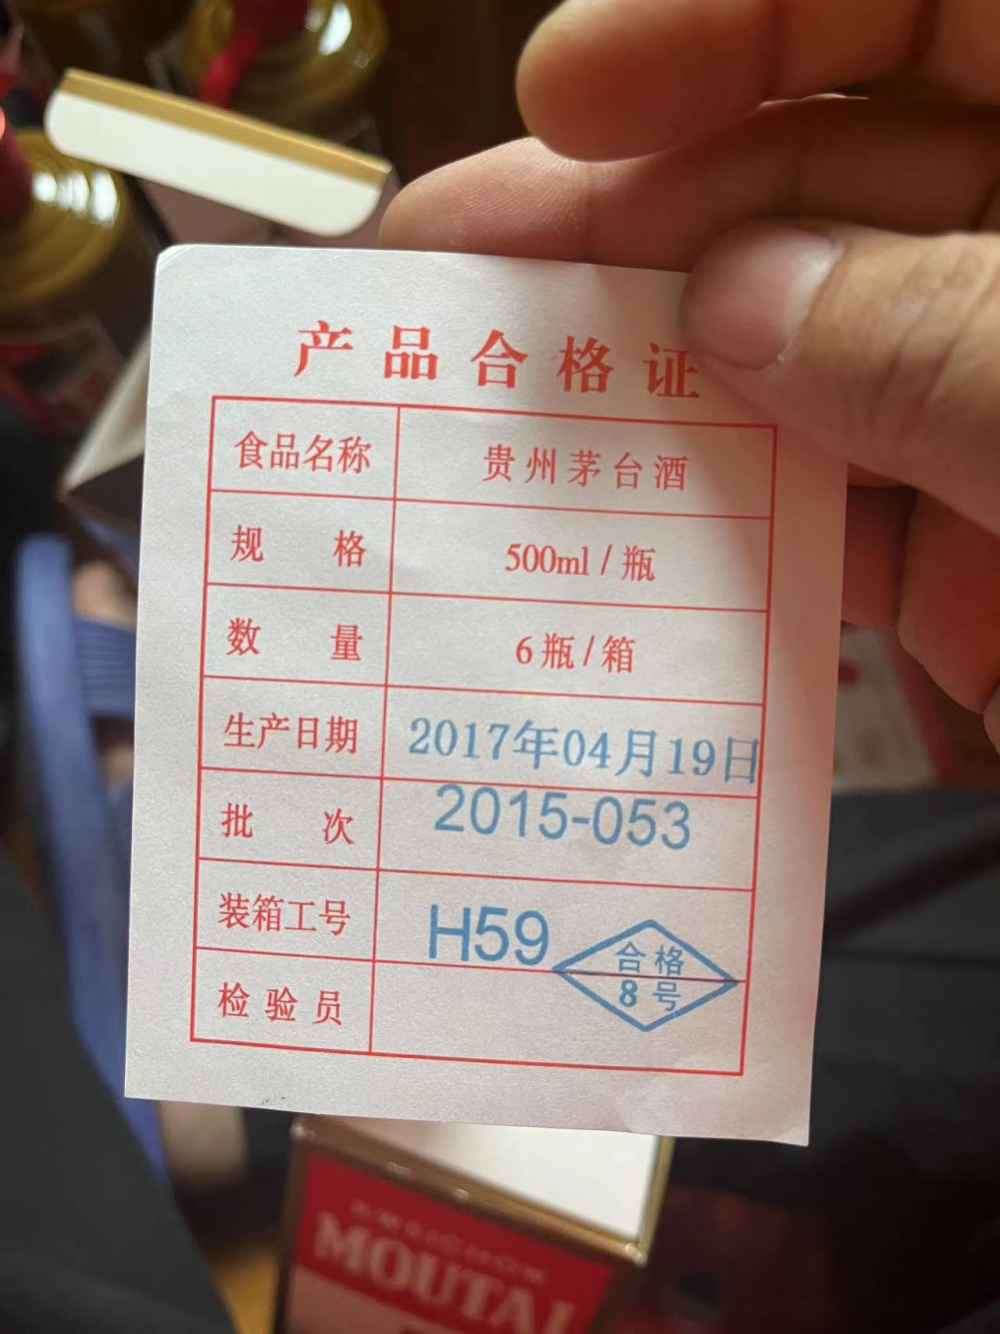 产品合格证
食品名称 贵州茅台酒
规格 500ml/瓶
数量 6瓶/箱
生产日期 2017年04月19日
批次 2015-053
装箱工号 H59
合格
8号
检验员
KWEICHOW
MOUTAI